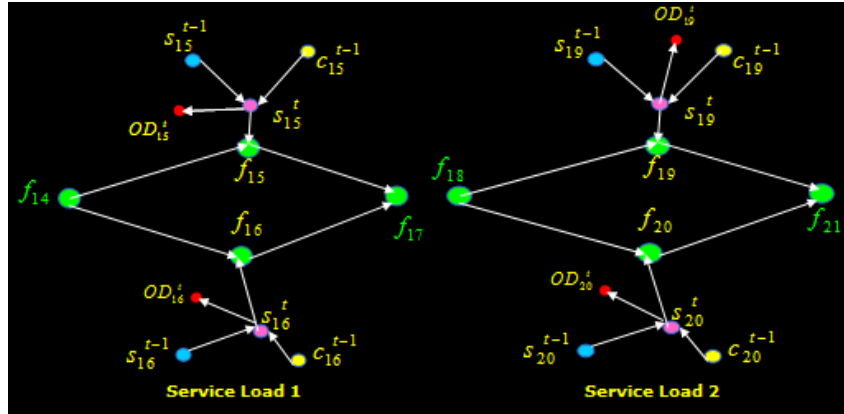 s₁₅ᵗ⁻¹ c₁₅ᵗ⁻¹ OD₁₅ᵗ s₁₅ᵗ
f₁₅
f₁₄ f₁₆ f₁₇
OD₁₆ᵗ s₁₆ᵗ
s₁₆ᵗ⁻¹ c₁₆ᵗ⁻¹
Service Load 1
OD₁₉ᵗ
s₁₉ᵗ⁻¹ c₁₉ᵗ⁻¹
s₁₉ᵗ
f₁₉
f₁₈ f₂₀ f₂₁
OD₂₀ᵗ s₂₀ᵗ
s₂₀ᵗ⁻¹ c₂₀ᵗ⁻¹
Service Load 2